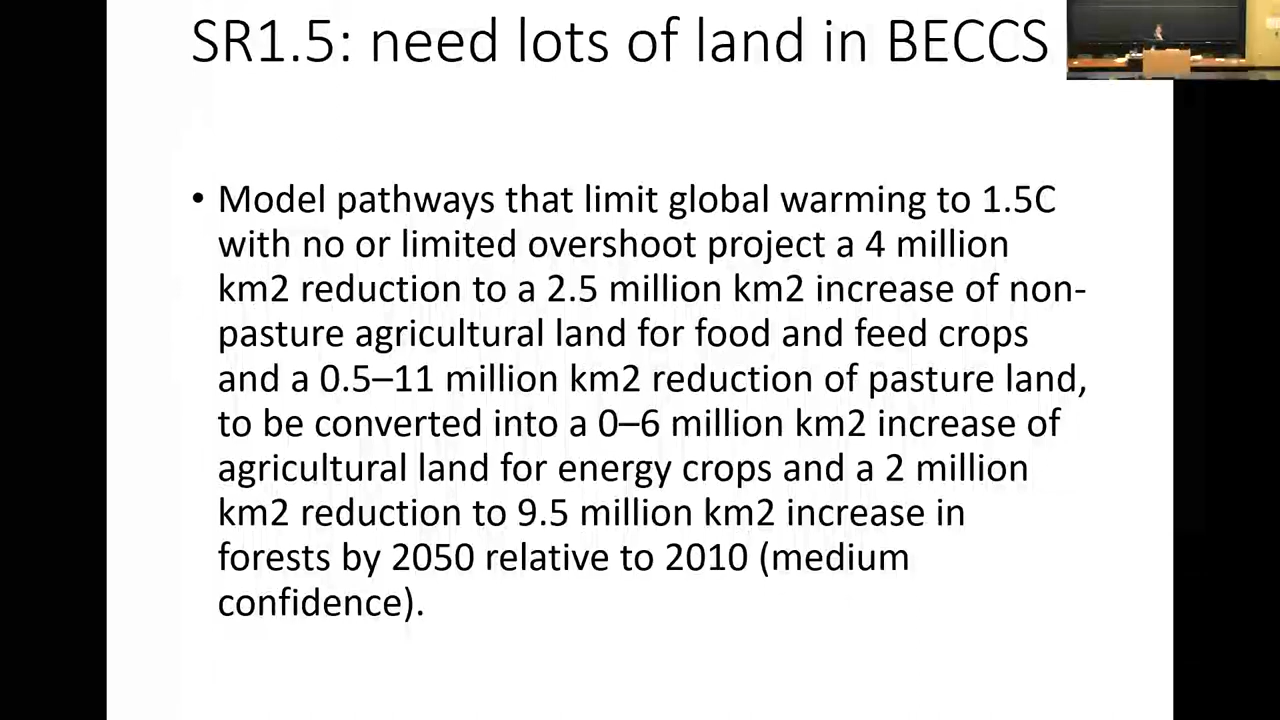 SR1.5: need lots of land in BECCS
• Model pathways that limit global warming to 1.5C
with no or limited overshoot project a 4 million
km2 reduction to a 2.5 million km2 increase of non-
pasture agricultural land for food and feed crops
and a 0.5–11 million km2 reduction of pasture land,
to be converted into a 0–6 million km2 increase of
agricultural land for energy crops and a 2 million
km2 reduction to 9.5 million km2 increase in
forests by 2050 relative to 2010 (medium
confidence).